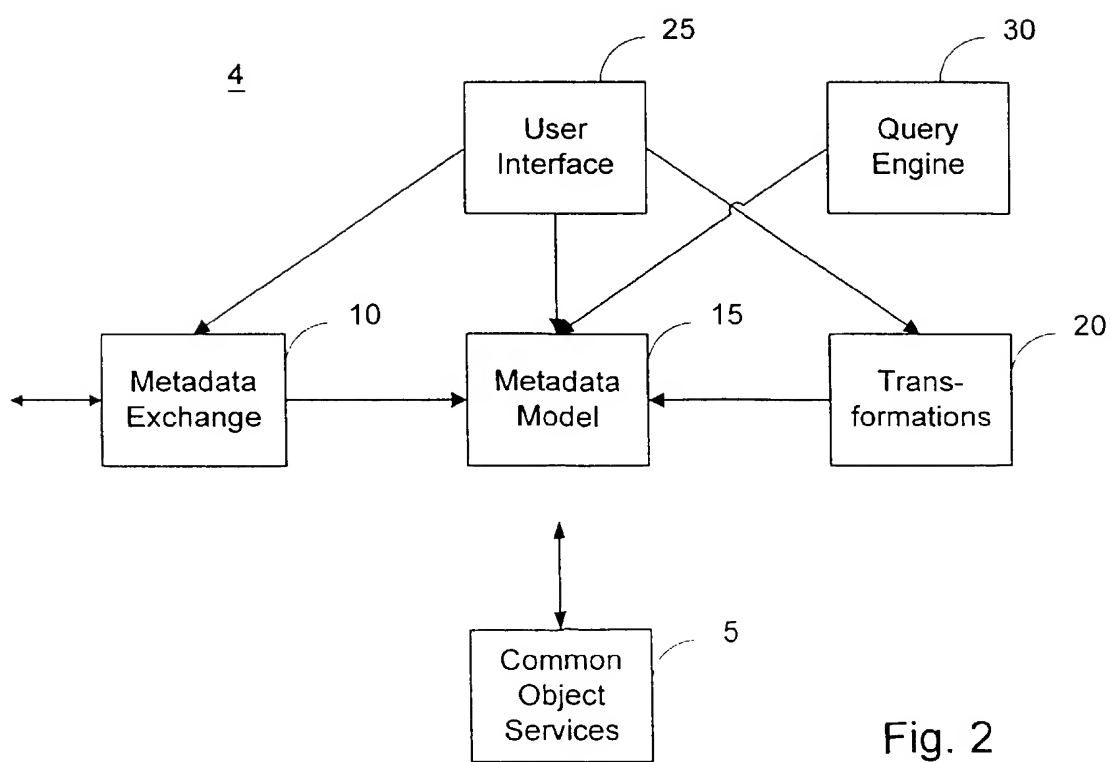 25
30
4
User
Interface
Query
Engine
10
15
20
Metadata
Exchange
Metadata
Model
Trans-
formations
5
Common
Object
Services
Fig. 2